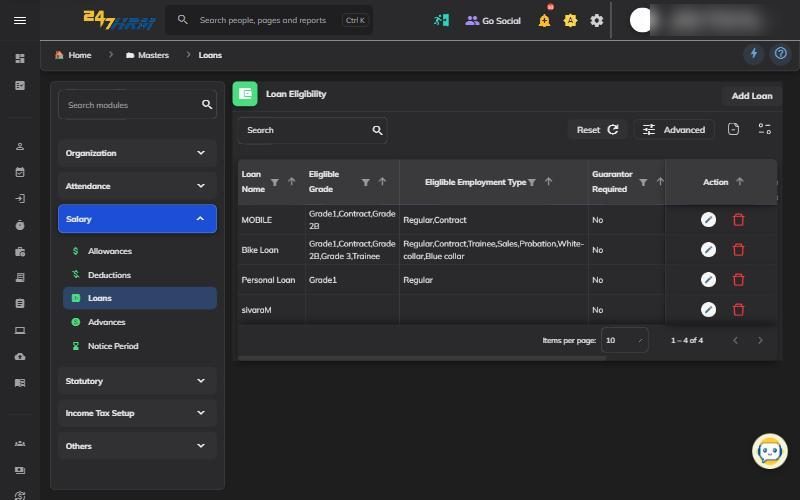 247HRM
Search people, pages and reports
Ctrl K
Go Social
Home
Masters
Loans
Search modules
Organization
Attendance
Salary
Allowances
Deductions
Loans
Advances
Notice Period
Statutory
Income Tax Setup
Others
Loan Eligibility
Add Loan
Search
Reset
Advanced
Loan Name
Eligible Grade
Eligible Employment Type
Guarantor Required
Action
MOBILE
Grade1,Contract,Grade
2B
Regular,Contract
No
Bike Loan
Grade1,Contract,Grade
2B,Grade 3,Trainee
Regular,Contract,Trainee,Sales,Probation,White-
collar,Blue collar
No
Personal Loan
Grade1
Regular
No
sIvaraM
No
Items per page:
10
1 – 4 of 4